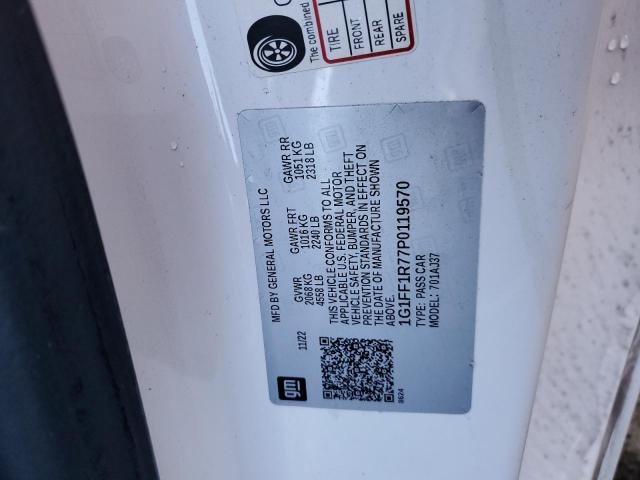 The combined
TIRE
FRONT
REAR
SPARE
MFD BY GENERAL MOTORS LLC
11/22 GVWR GAWR FRT GAWR RR
2068 KG 1016 KG 1051 KG
4558 LB 2240 LB 2318 LB
THIS VEHICLE CONFORMS TO ALL
APPLICABLE U.S. FEDERAL MOTOR
VEHICLE SAFETY, BUMPER, AND THEFT
PREVENTION STANDARDS IN EFFECT ON
THE DATE OF MANUFACTURE SHOWN
ABOVE.
1G1FF1R77P0119570
TYPE: PASS CAR
MODEL: 701AJ37
gm
8624